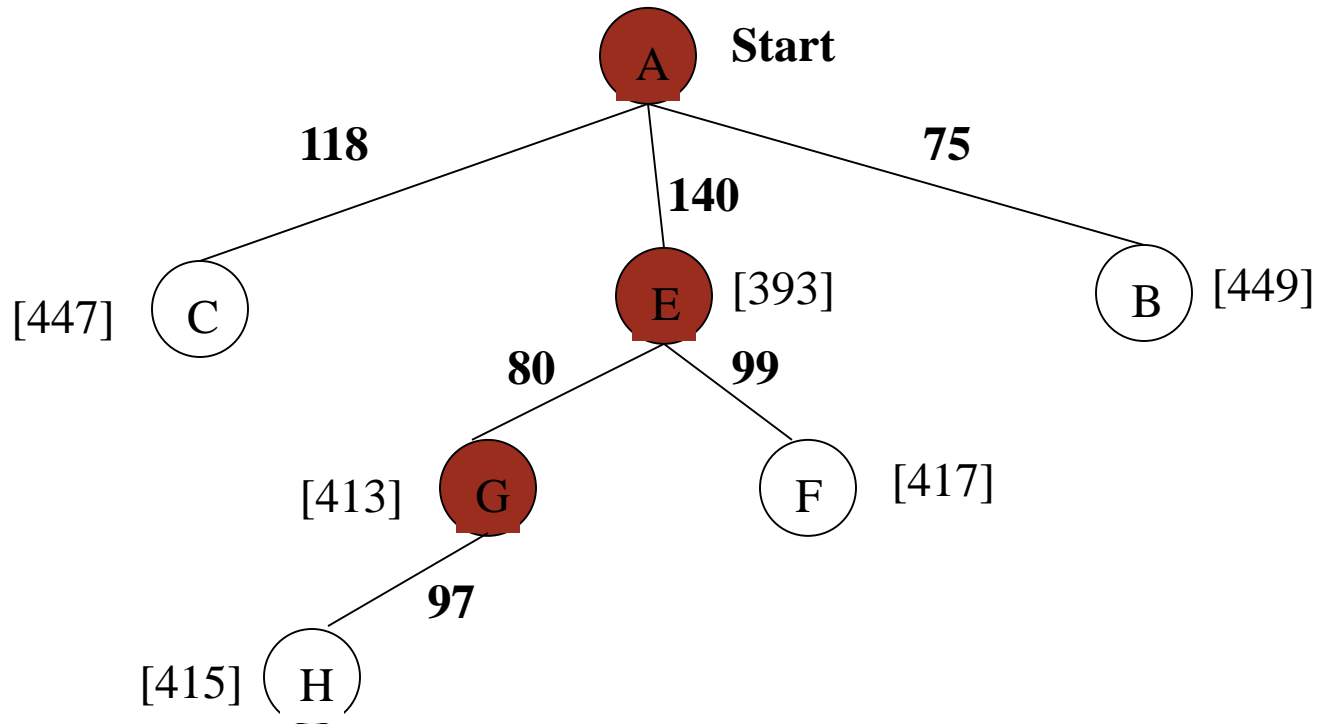 A Start
118
75
140
[447] C
E [393]
B [449]
80
99
[413] G
F [417]
97
[415] H